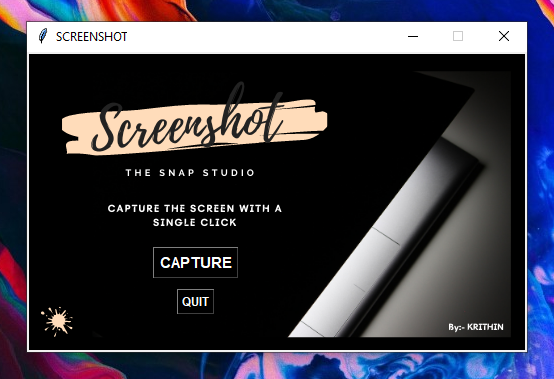 SCREENSHOT
Screenshot
THE SNAP STUDIO
CAPTURE THE SCREEN WITH A
SINGLE CLICK
CAPTURE
QUIT
By:- KRITHIN